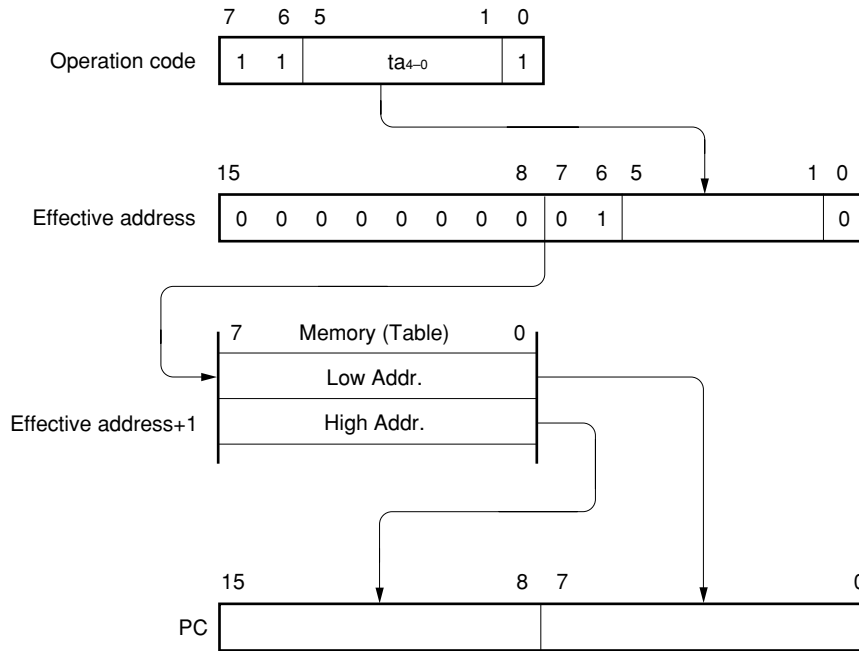 7 6 5 1 0
Operation code 1 1 ta4–0 1
15 8 7 6 5 1 0
Effective address 0 0 0 0 0 0 0 0 0 1 0
7 Memory (Table) 0
Low Addr.
Effective address+1 High Addr.
15 8 7 0
PC